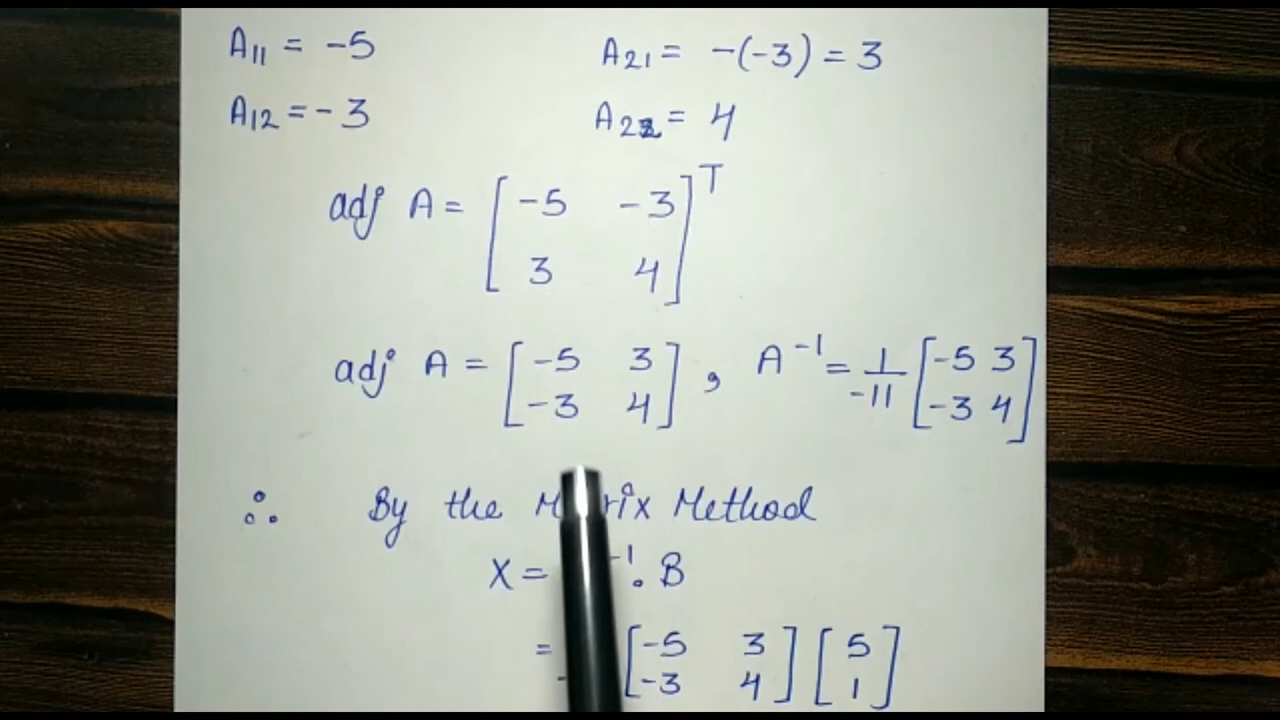 A11 = -5 A21 = -(-3) = 3
A12 = -3 A22 = 4
adj A = [ -5 -3 ]T
3 4
adj A = [ -5 3 ] , A-1 = 1 [ -5 3 ]
-3 4 -11 -3 4
∴ By the Method
X = -1 . B
= [ -5 3 ] [ 5 ]
-3 4 1